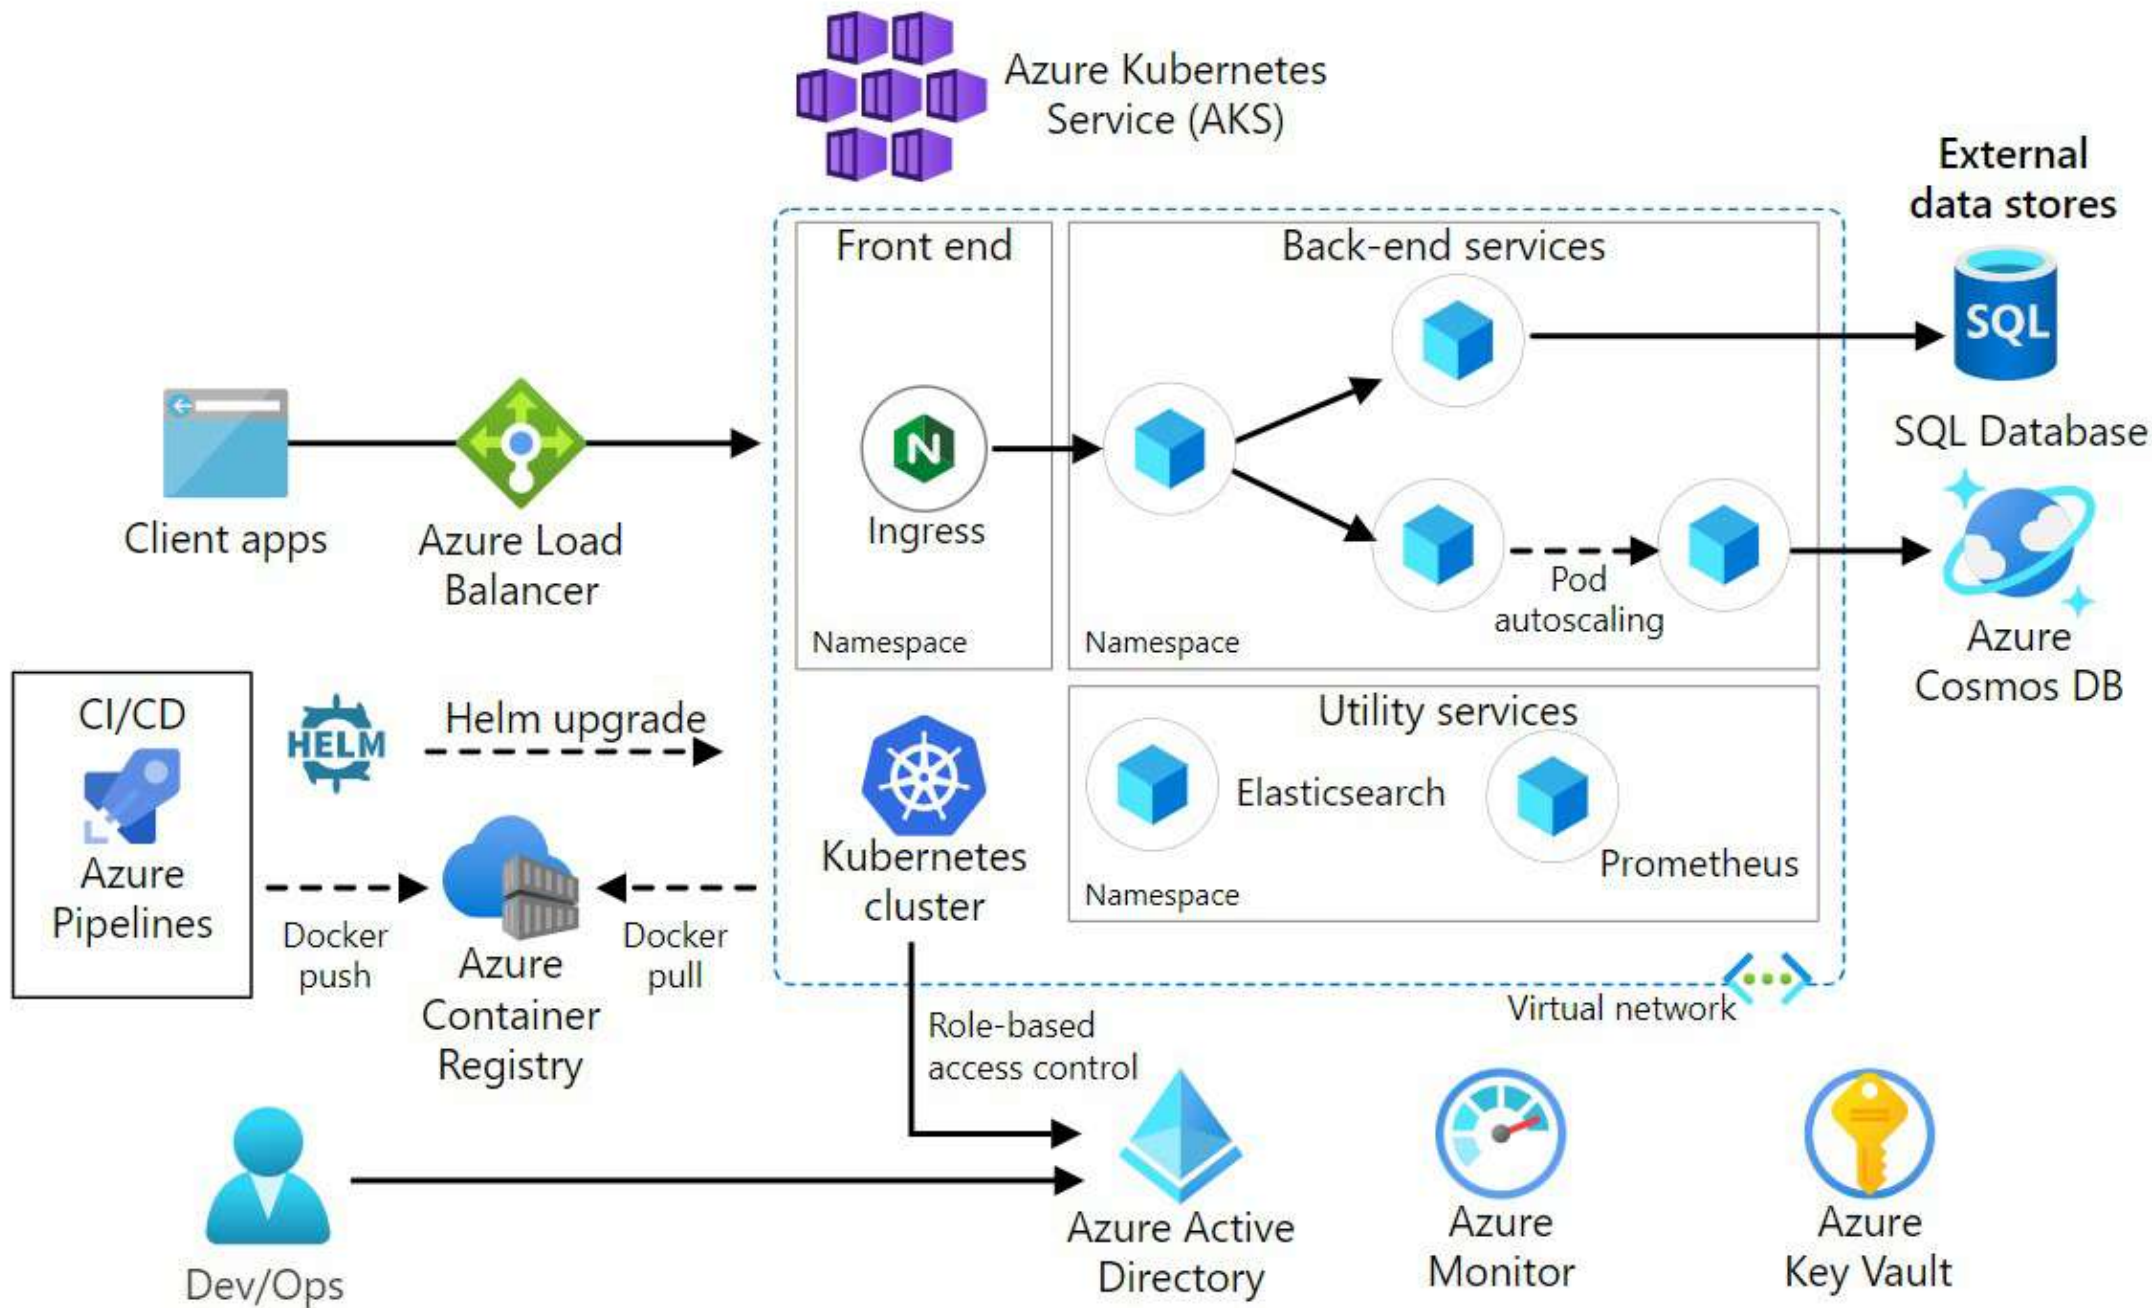 Azure Kubernetes
Service (AKS)
External
data stores
Front end
Back-end services
SQL
SQL Database
N
Ingress
Client apps
Azure Load
Balancer
Pod
autoscaling
Namespace
Namespace
Azure
Cosmos DB
CI/CD
HELM
Helm upgrade
Utility services
Elasticsearch
Prometheus
Namespace
Kubernetes
cluster
Azure
Pipelines
Docker
push
Azure
Container
Registry
Docker
pull
Virtual network
Role-based
access control
Dev/Ops
Azure Active
Directory
Azure
Monitor
Azure
Key Vault